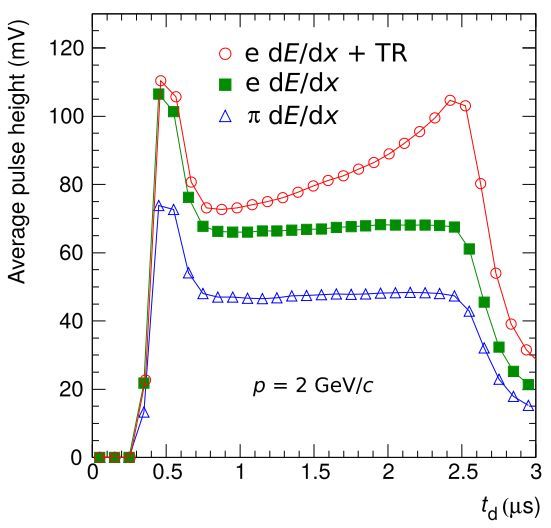 Average pulse height (mV)
120
100
80
60
40
20
0
e dE/dx + TR
e dE/dx
π dE/dx
p = 2 GeV/c
0 0.5 1 1.5 2 2.5 3
t_d (μs)